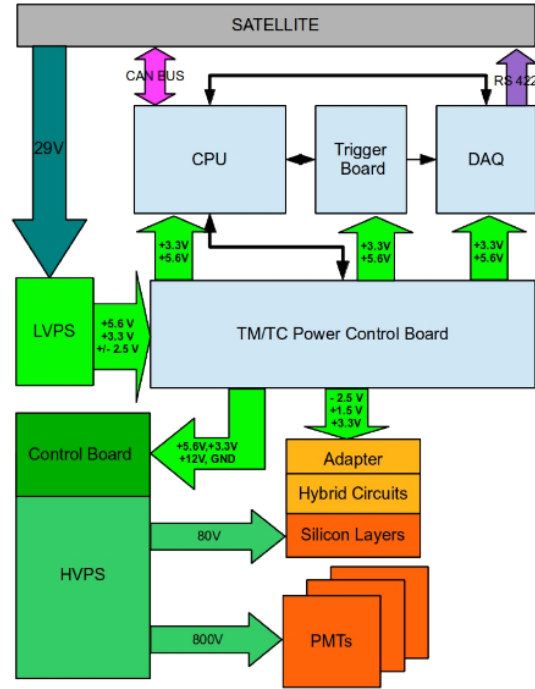 SATELLITE
CAN BUS
RS 422
29V
CPU
Trigger
Board
DAQ
+3.3V
+5.6V
+3.3V
+5.6V
+3.3V
+5.6V
LVPS
+5.6 V
+3.3 V
+/- 2.5 V
TM/TC Power Control Board
- 2.5 V
+1.5 V
+3.3V
+5.6V,+3.3V
+12V, GND
Control Board
Adapter
Hybrid Circuits
Silicon Layers
80V
HVPS
800V
PMTs